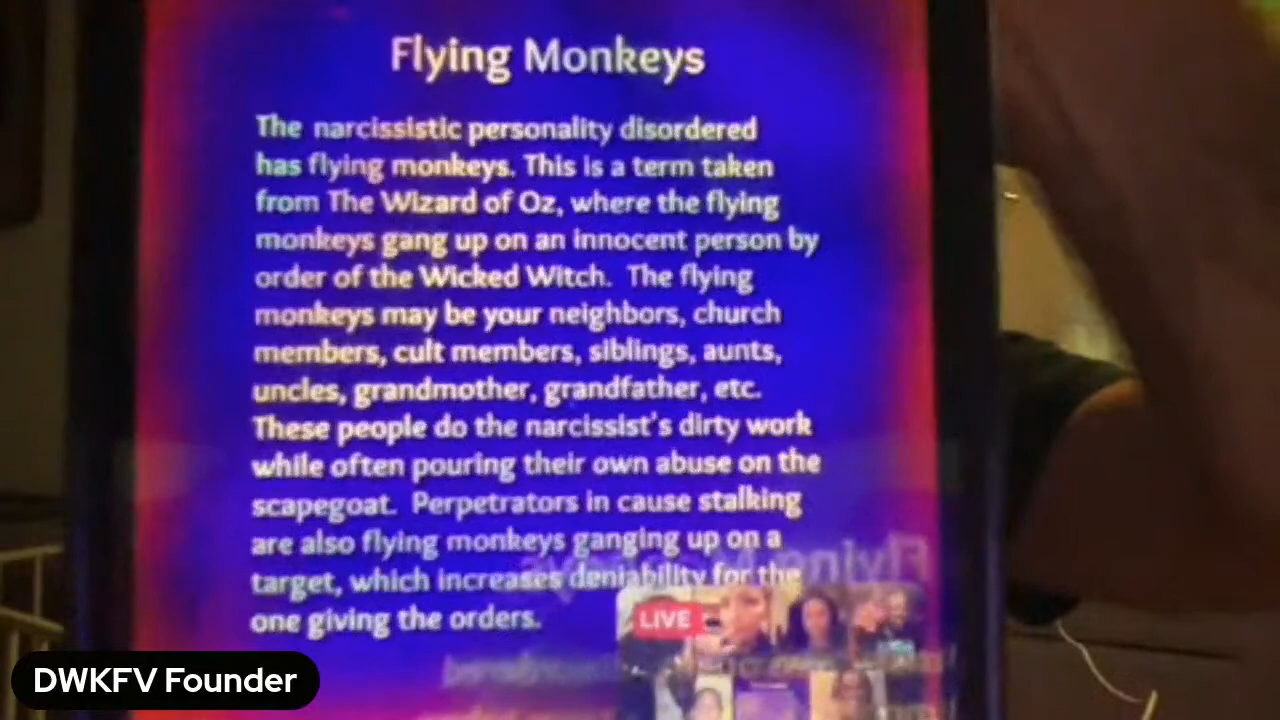 Flying Monkeys
The narcissistic personality disordered
has flying monkeys. This is a term taken
from The Wizard of Oz, where the flying
monkeys gang up on an innocent person by
order of the Wicked Witch. The flying
monkeys may be your neighbors, church
members, cult members, siblings, aunts,
uncles, grandmother, grandfather, etc.
These people do the narcissist's dirty work
while often pouring their own abuse on the
scapegoat. Perpetrators in cause stalking
are also flying monkeys ganging up on a
target, which increases deniability for the
one giving the orders.
LIVE
DWKFV Founder